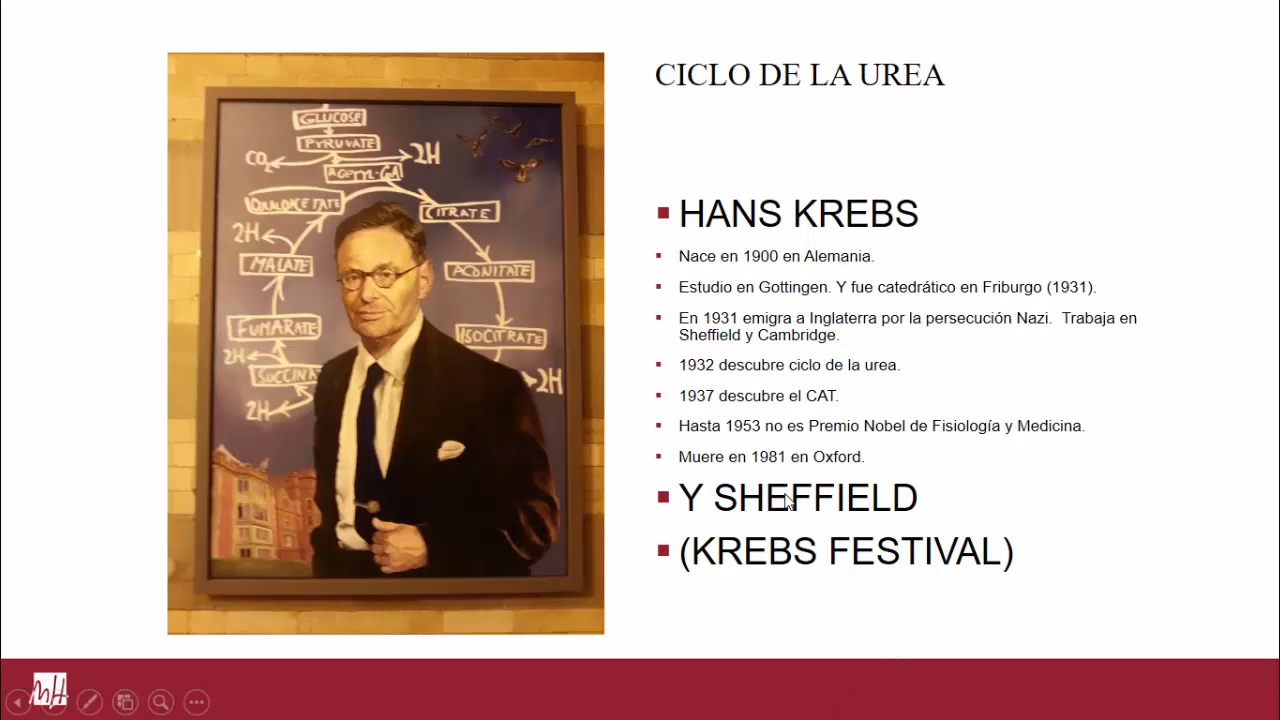 CICLO DE LA UREA
GLUCOSE
PYRUVATE
CO2
2H
ACETYL-CoA
OXALOACETATE
CITRATE
2H
MALATE
ACONITATE
FUMARATE
ISOCITRATE
2H
SUCCINA
2H
2H
HANS KREBS
Nace en 1900 en Alemania.
Estudio en Gottingen. Y fue catedrático en Friburgo (1931).
En 1931 emigra a Inglaterra por la persecución Nazi. Trabaja en
Sheffield y Cambridge.
1932 descubre ciclo de la urea.
1937 descubre el CAT.
Hasta 1953 no es Premio Nobel de Fisiología y Medicina.
Muere en 1981 en Oxford.
Y SHEFFIELD
(KREBS FESTIVAL)
MH